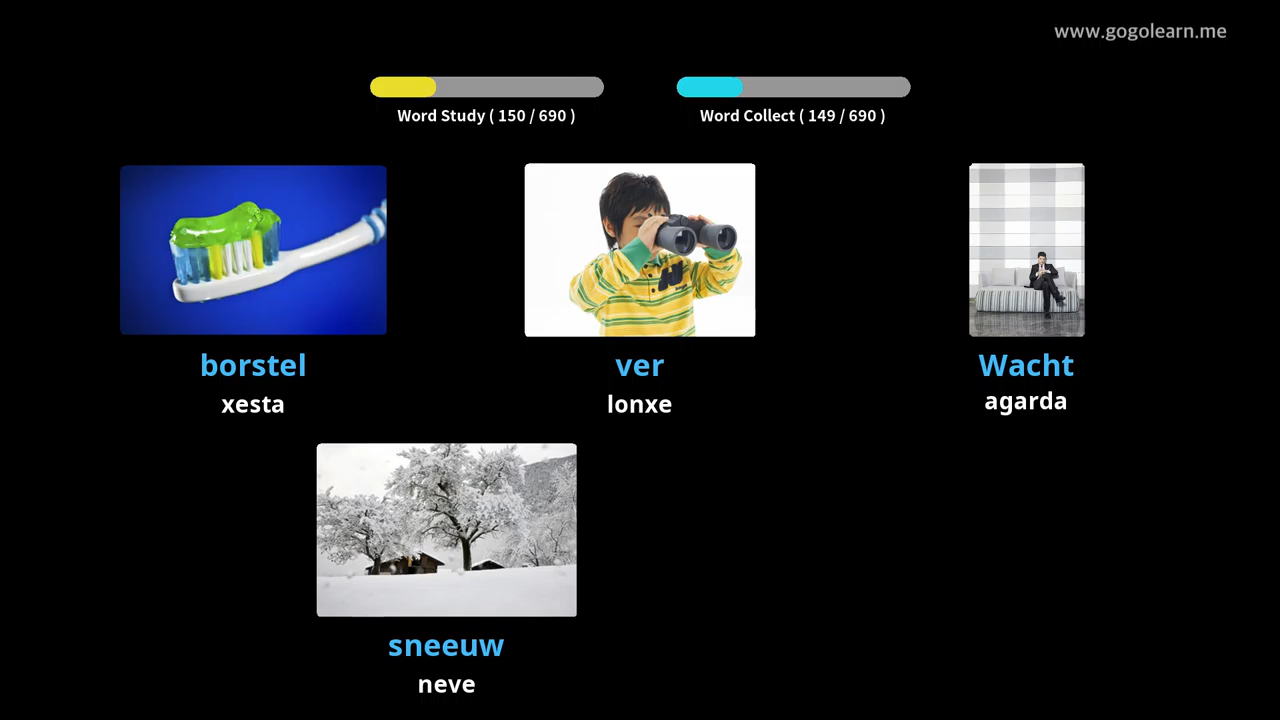 www.gogolearn.me
Word Study ( 150 / 690 )
Word Collect ( 149 / 690 )
borstel
xesta
ver
lonxe
Wacht
agarda
sneeuw
neve